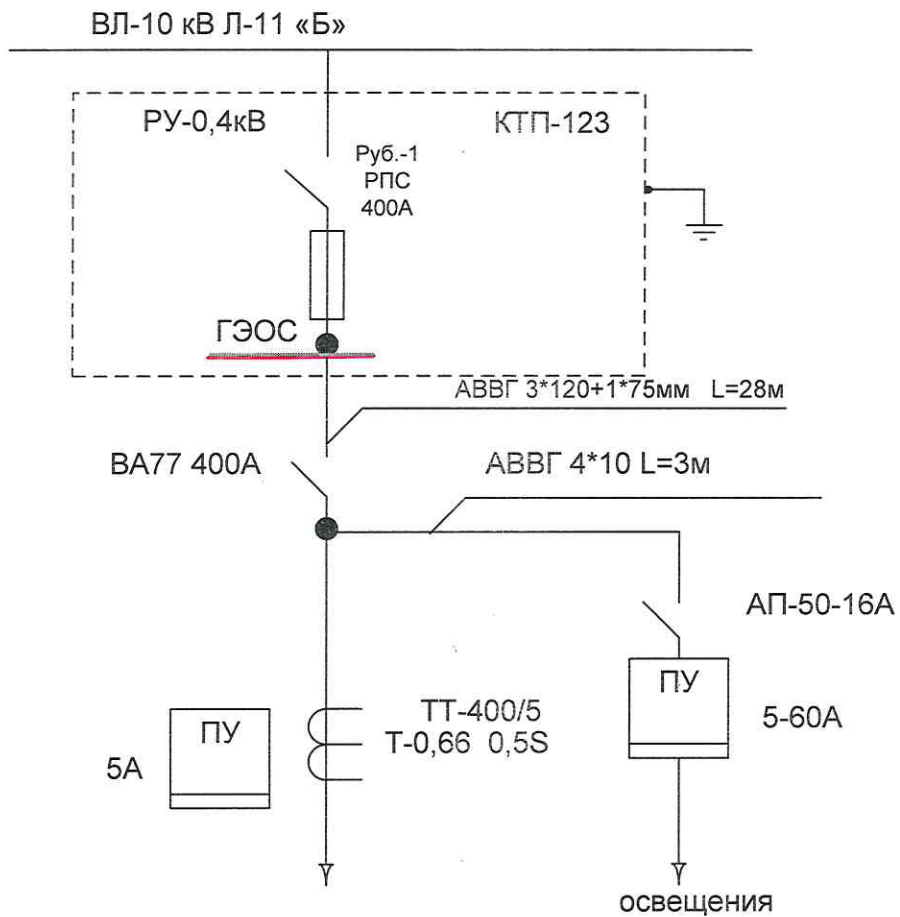 ВЛ-10 кВ Л-11 «Б»
РУ-0,4кВ
КТП-123
Руб.-1
РПС
400А
ГЭОС
АВВГ 3*120+1*75мм L=28м
ВА77 400А
АВВГ 4*10 L=3м
АП-50-16А
ПУ
5-60А
ПУ
5А
ТТ-400/5
Т-0,66 0,5S
освещения